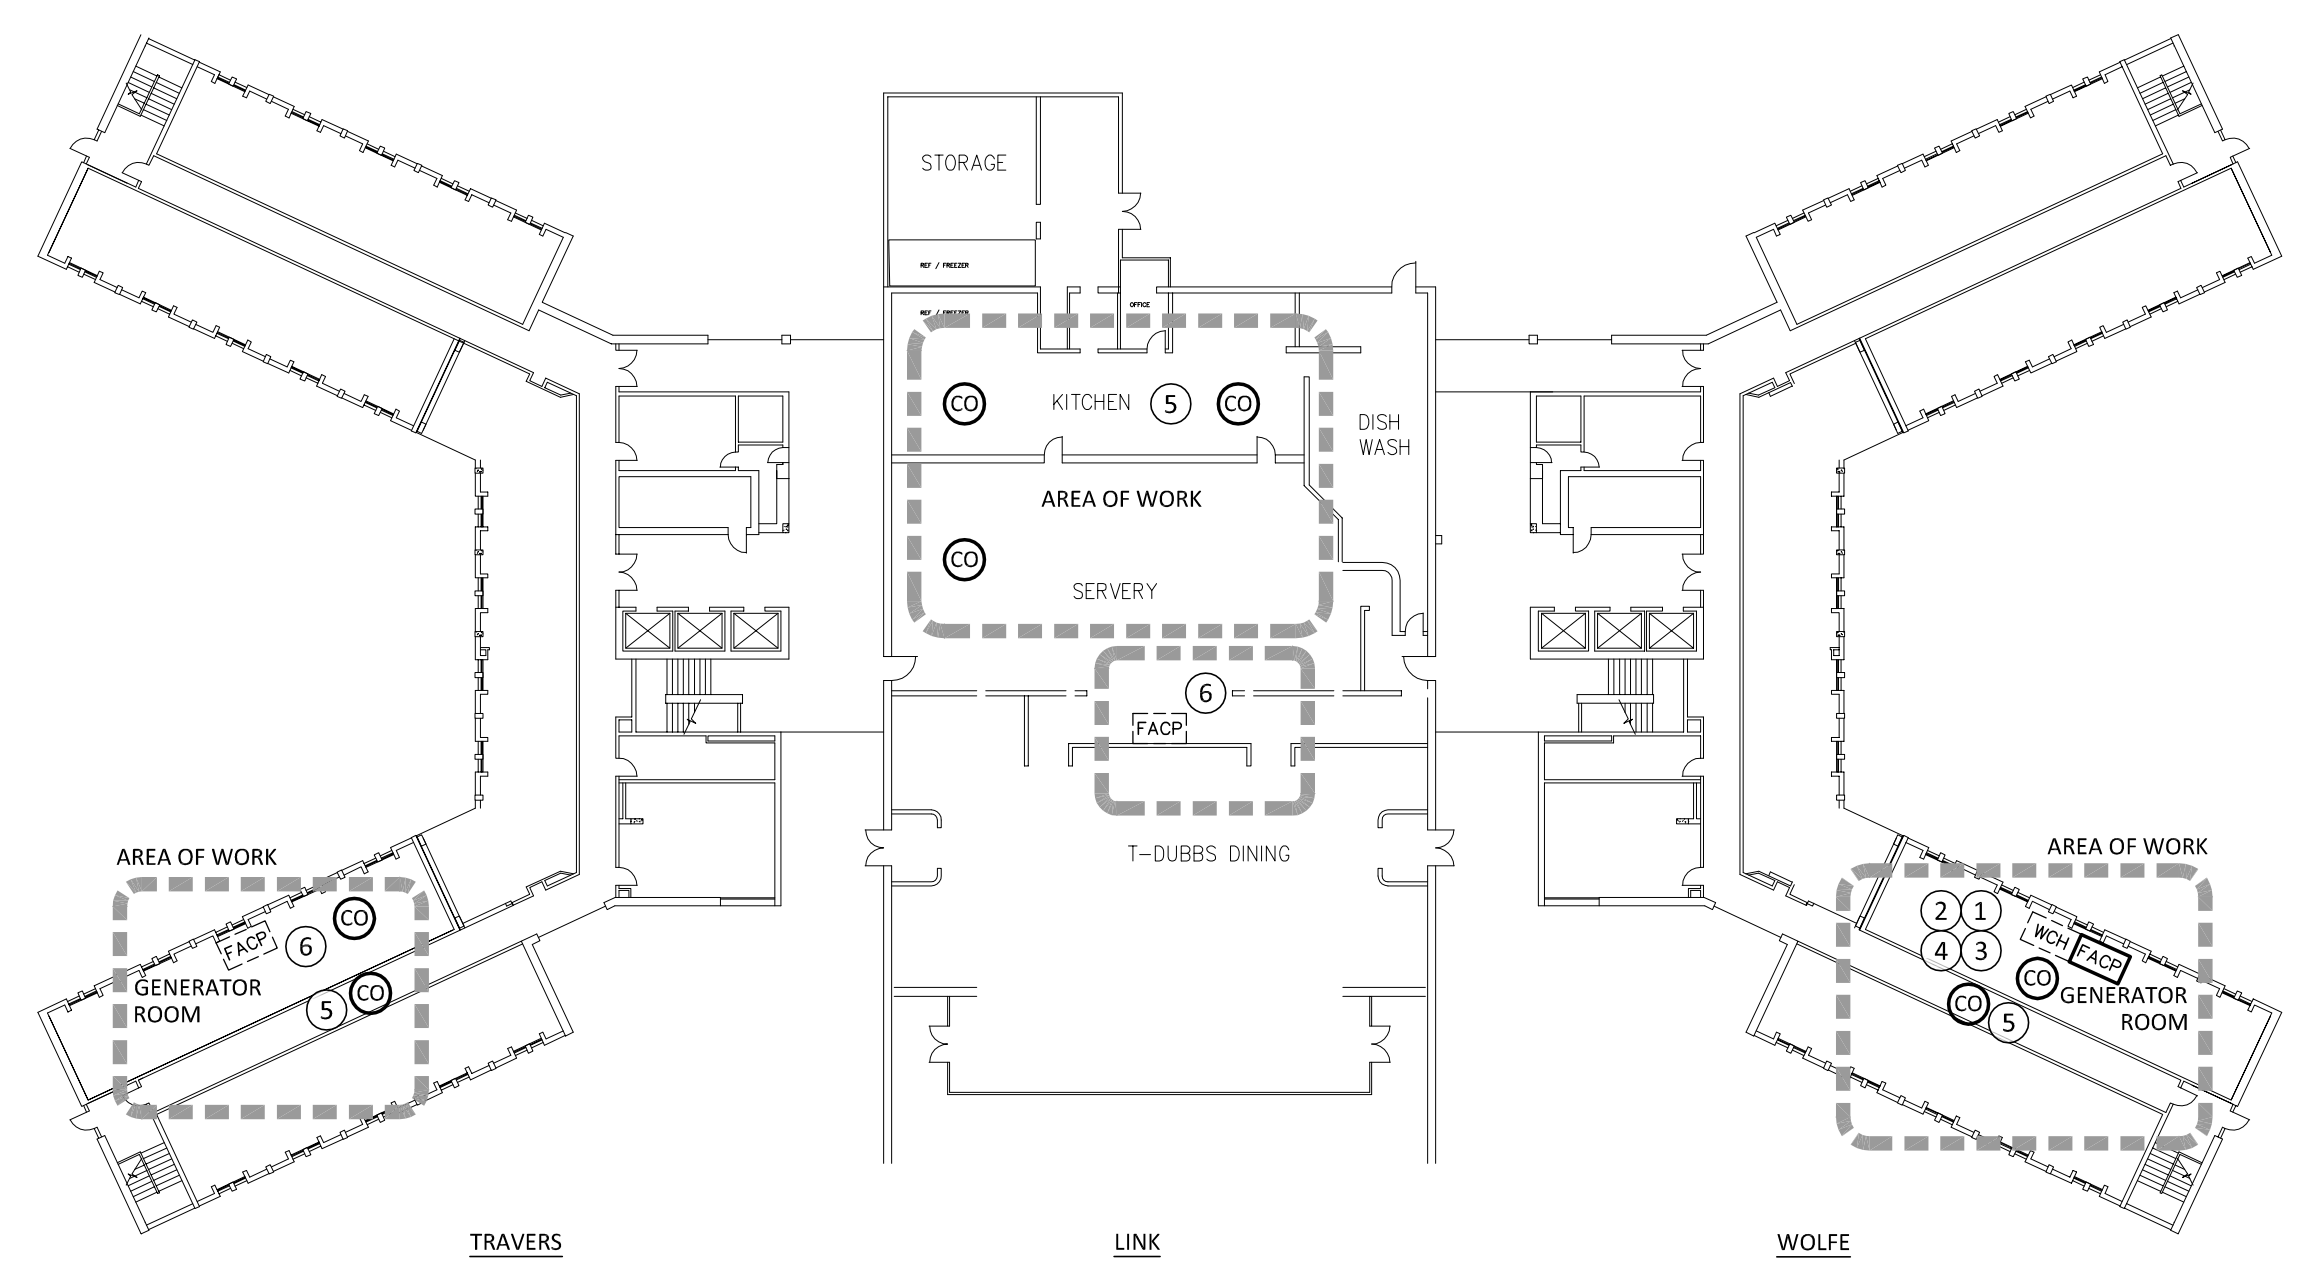 STORAGE
REF / FREEZER
OFFICE
REF / FREEZER
CO
KITCHEN
5
CO
DISH
WASH
AREA OF WORK
CO
SERVERY
6
FACP
T-DUBBS DINING
AREA OF WORK
CO
FACP
6
GENERATOR
ROOM
CO
5
AREA OF WORK
2
1
WCH
4
3
FACP
CO
GENERATOR
ROOM
CO
5
TRAVERS
LINK
WOLFE